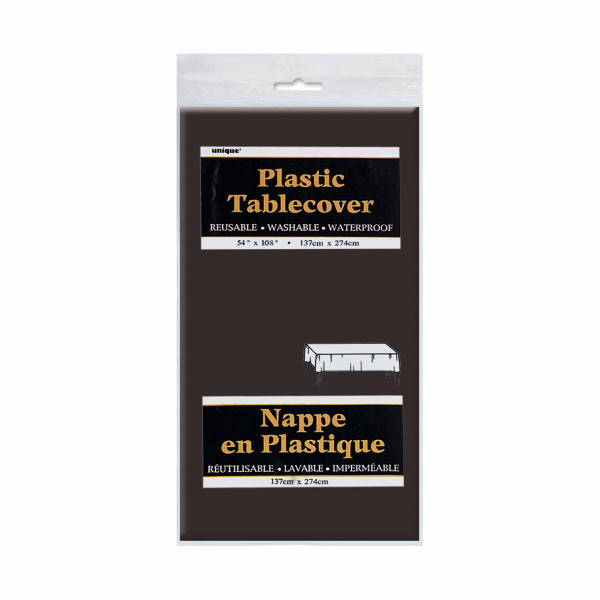 unique®
Plastic
Tablecover
REUSABLE • WASHABLE • WATERPROOF
54" x 108" • 137cm x 274cm
Nappe
en Plastique
RÉUTILISABLE • LAVABLE • IMPERMÉABLE
137cm x 274cm